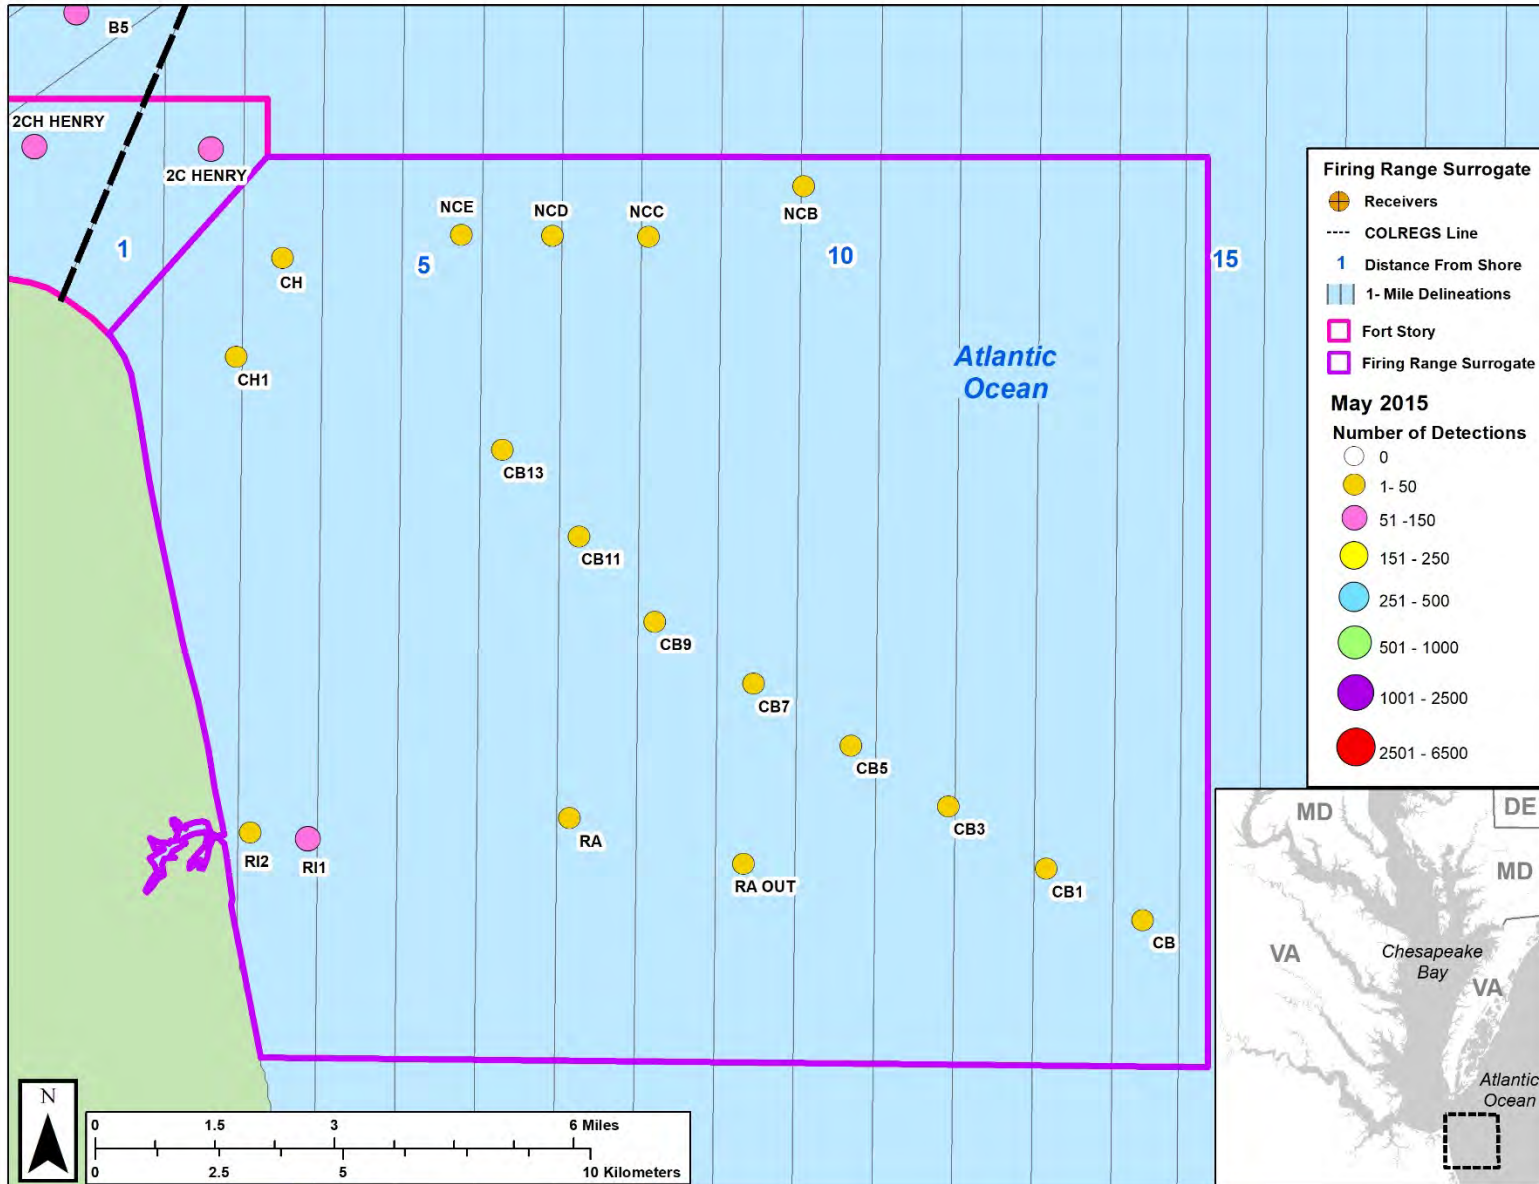 B5
2CH HENRY
2C HENRY
1
NCE
NCD
NCC
NCB
CH
5
10
15
CH1
Atlantic
Ocean
CB13
CB11
CB9
CB7
CB5
CB3
RA
RI2
RI1
RA OUT
CB1
CB
Firing Range Surrogate
Receivers
COLREGS Line
1 Distance From Shore
1- Mile Delineations
Fort Story
Firing Range Surrogate
May 2015
Number of Detections
0
1- 50
51 -150
151 - 250
251 - 500
501 - 1000
1001 - 2500
2501 - 6500
MD
DE
MD
VA
Chesapeake
Bay
VA
Atlantic
Ocean
N
0 1.5 3 6 Miles
0 2.5 5 10 Kilometers